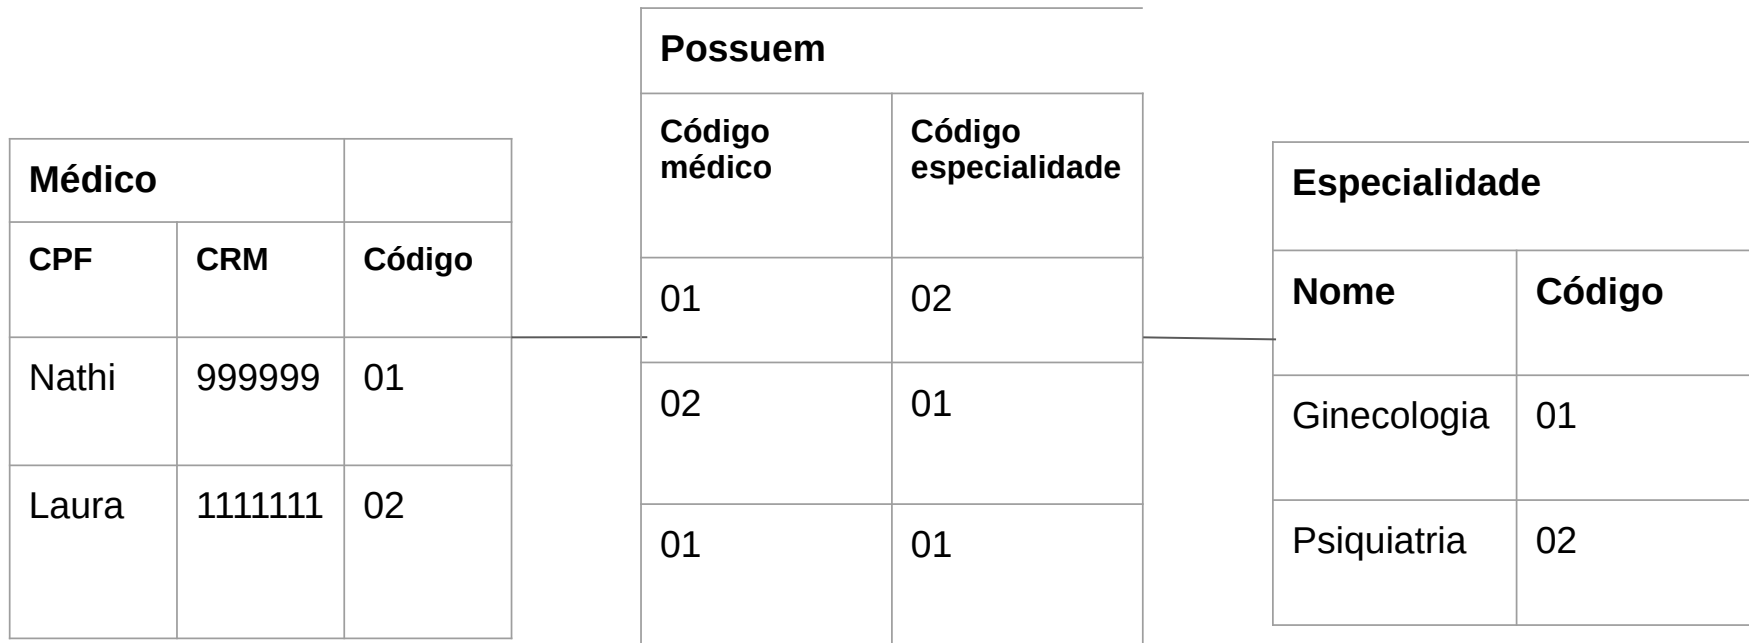 Médico
CPF CRM Código
Nathi 999999 01
Laura 1111111 02
Possuem
Código médico Código especialidade
01 02
02 01
01 01
Especialidade
Nome Código
Ginecologia 01
Psiquiatria 02